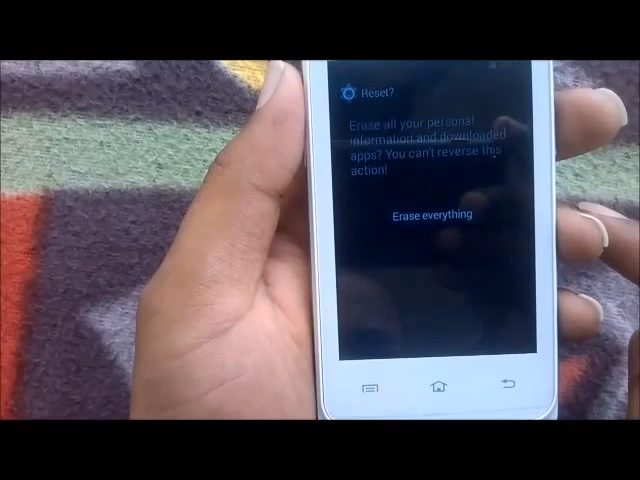 Reset?
Erase all your personal
information and downloaded
apps? You can't reverse this
action!
Erase everything